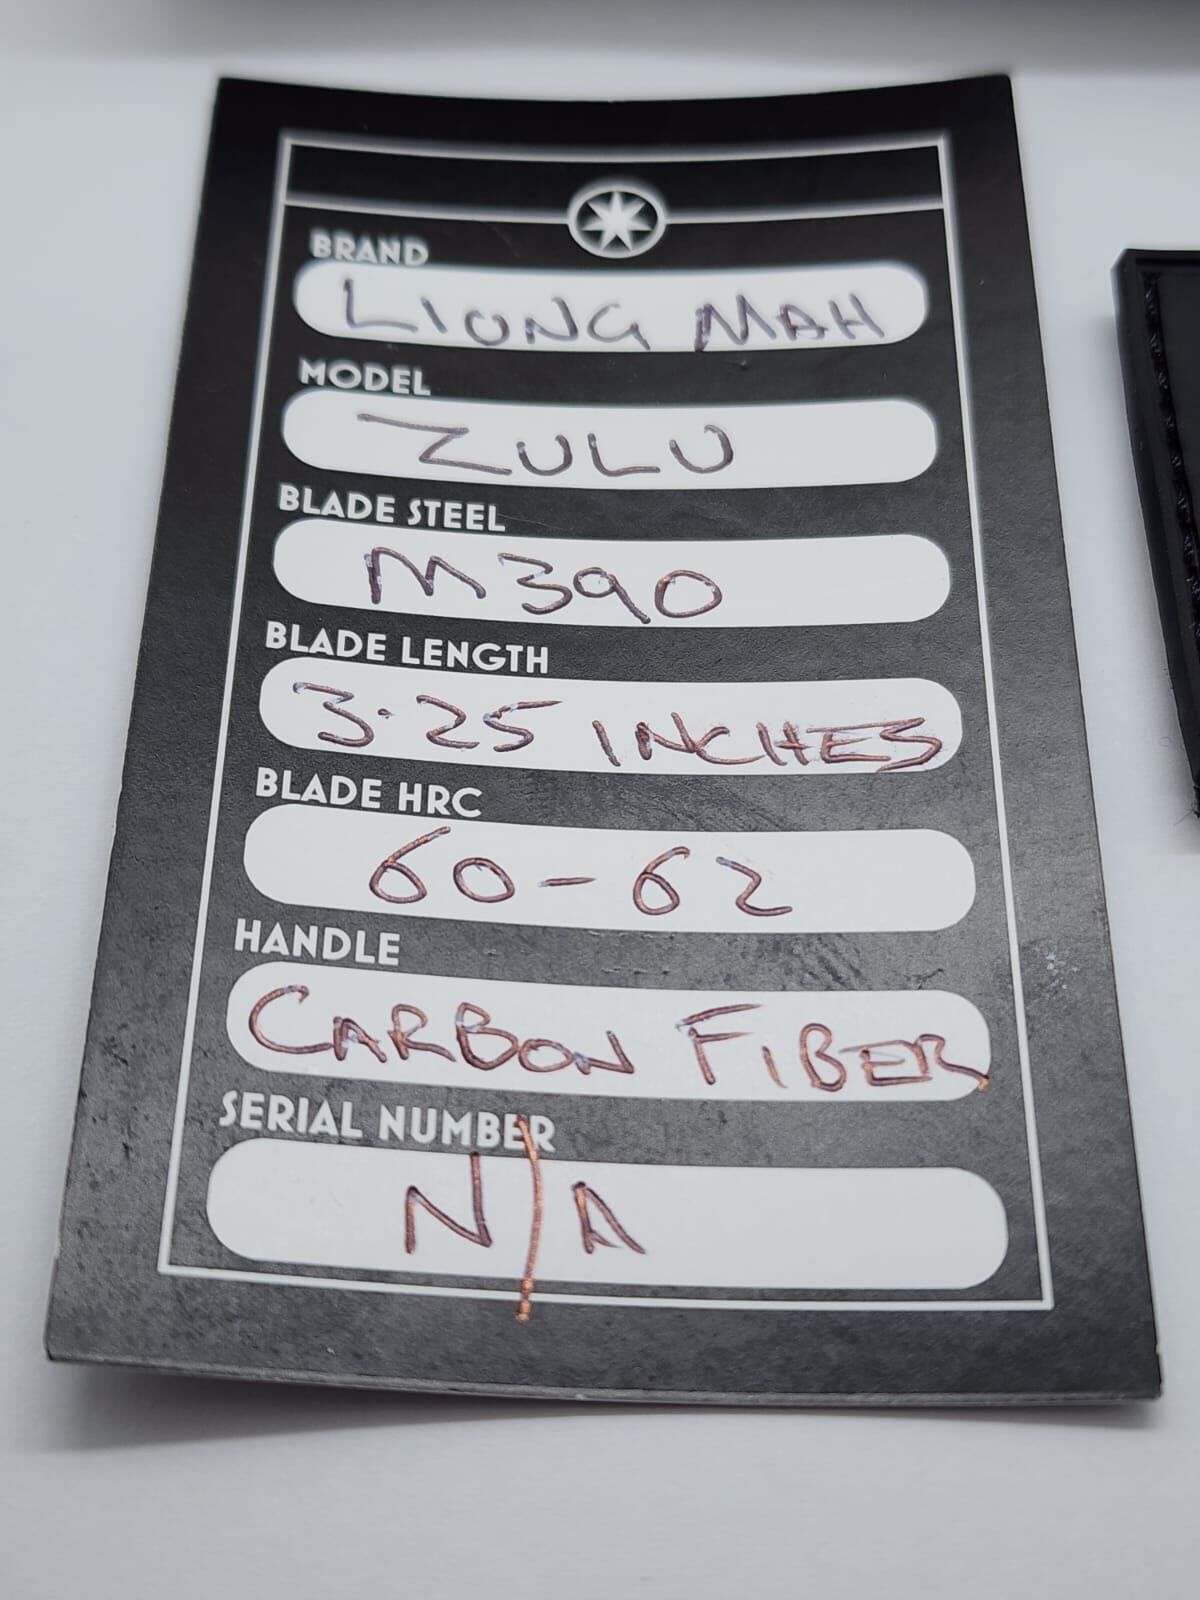 BRAND
LIONG MAH
MODEL
ZULU
BLADE STEEL
M390
BLADE LENGTH
3.25 INCHES
BLADE HRC
60-62
HANDLE
CARBON FIBER
SERIAL NUMBER
N/A